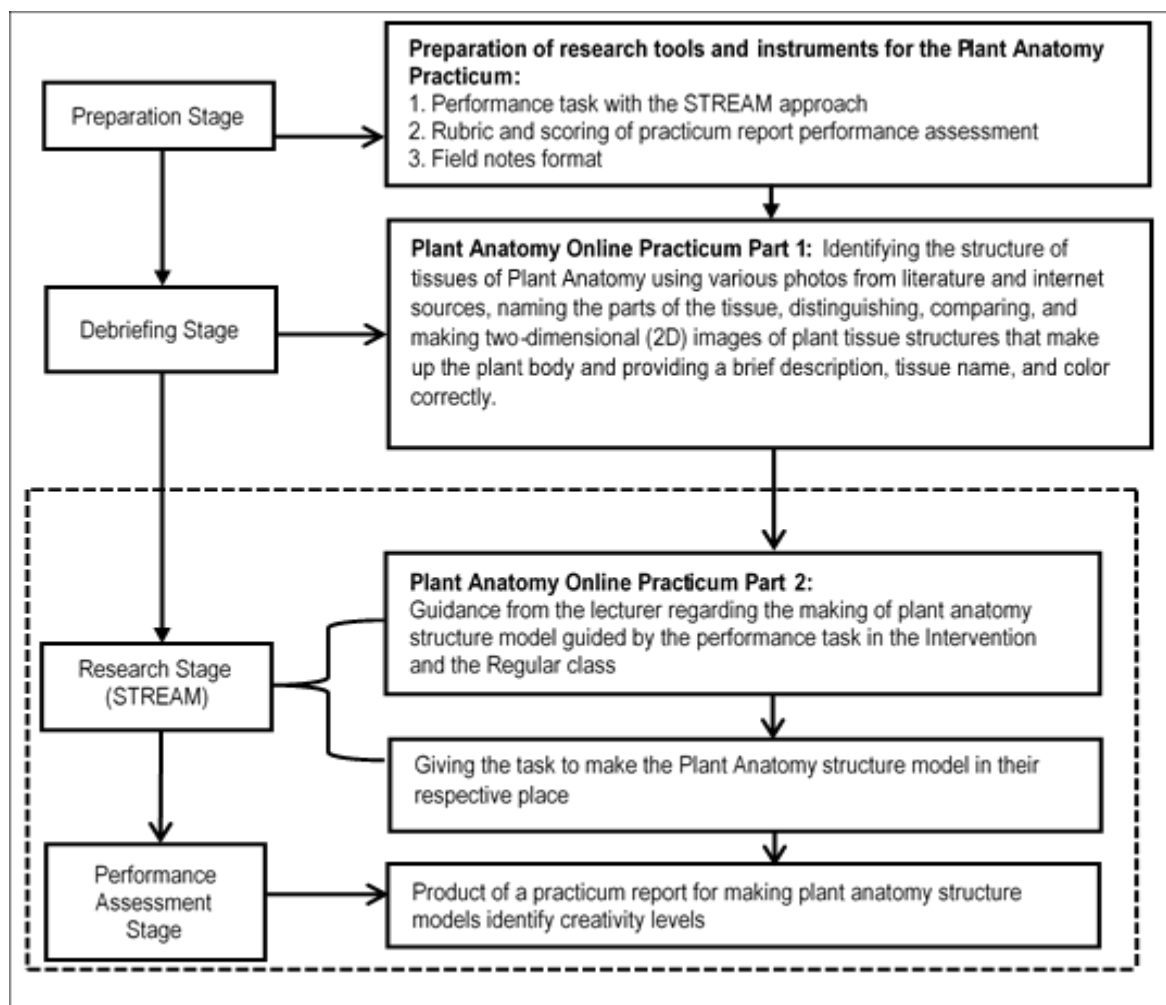 Preparation Stage
Preparation of research tools and instruments for the Plant Anatomy
Practicum:
1. Performance task with the STREAM approach
2. Rubric and scoring of practicum report performance assessment
3. Field notes format
Debriefing Stage
Plant Anatomy Online Practicum Part 1: Identifying the structure of
tissues of Plant Anatomy using various photos from literature and internet
sources, naming the parts of the tissue, distinguishing, comparing, and
making two-dimensional (2D) images of plant tissue structures that make
up the plant body and providing a brief description, tissue name, and color
correctly.
Research Stage
(STREAM)
Plant Anatomy Online Practicum Part 2:
Guidance from the lecturer regarding the making of plant anatomy
structure model guided by the performance task in the Intervention
and the Regular class
Giving the task to make the Plant Anatomy structure model in their
respective place
Performance
Assessment
Stage
Product of a practicum report for making plant anatomy structure
models identify creativity levels